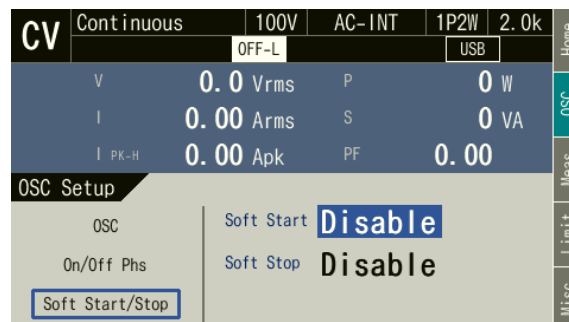 CV Continuous 100V AC-INT 1P2W 2.0k
OFF-L USB
V 0.0 Vrms P 0 W
I 0.00 Arms S 0 VA
I PK-H 0.00 Apk PF 0.00
OSC Setup
OSC
On/Off Phs
Soft Start/Stop
Soft Start Disable
Soft Stop Disable
Home
OSC
Meas
Limit
Misc